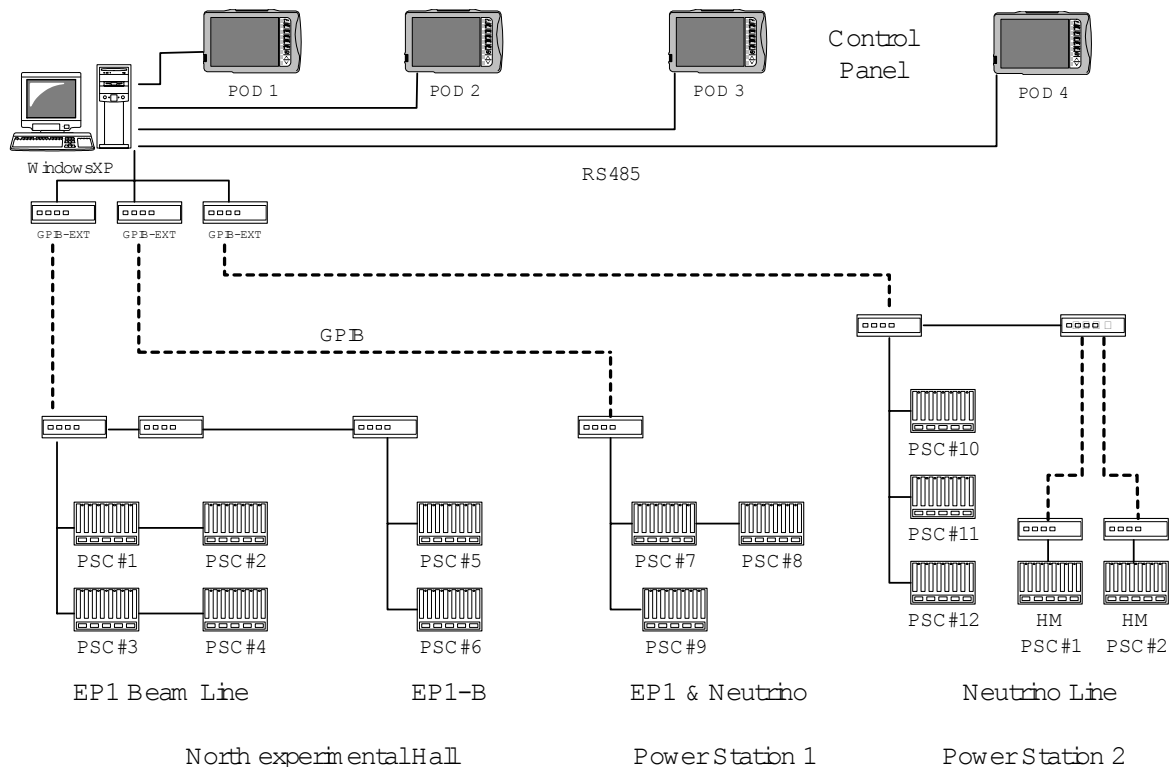 Control
Panel
POD 1
POD 2
POD 3
POD 4
WindowsXP
RS485
GPIB-EXT
GPIB-EXT
GPIB-EXT
GPIB
PSC#10
PSC#11
PSC#1
PSC#2
PSC#5
PSC#7
PSC#8
PSC#12
HM
PSC#1
HM
PSC#2
PSC#3
PSC#4
PSC#6
PSC#9
EP1 Beam Line
EP1-B
EP1 & Neutrino
Neutrino Line
North experimental Hall
Power Station 1
Power Station 2